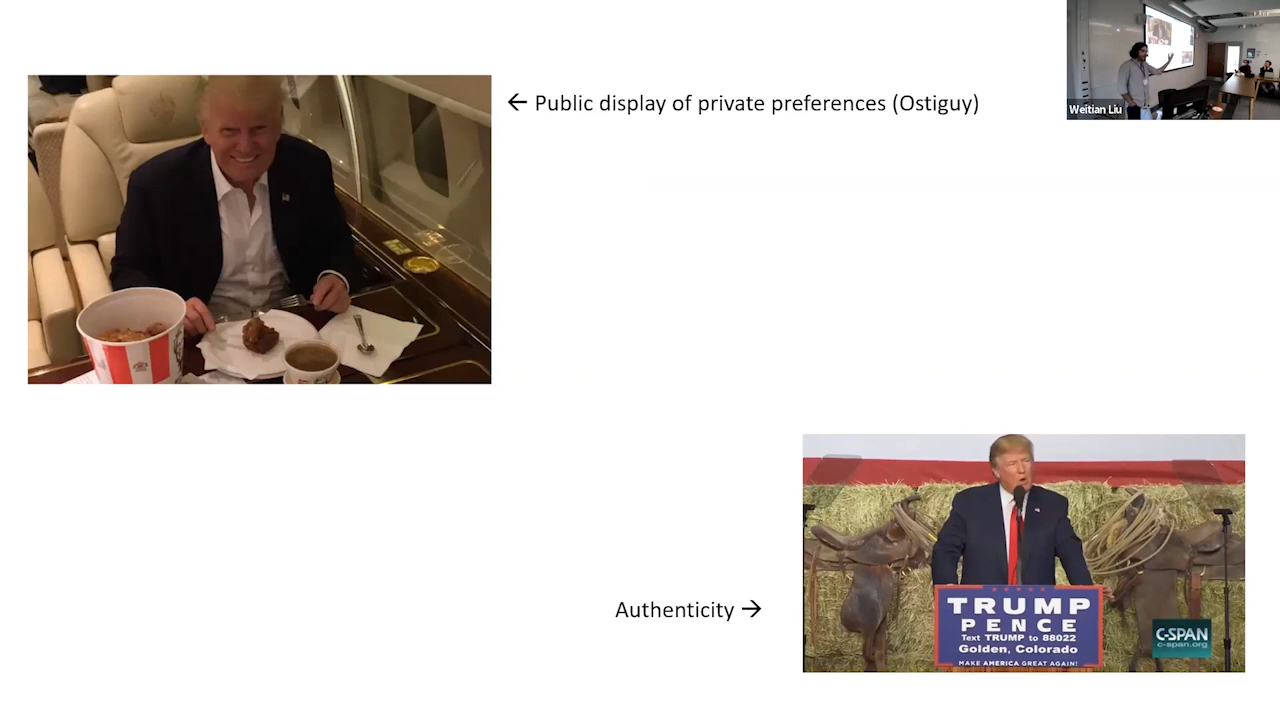 ← Public display of private preferences (Ostiguy)
Weitian Liu
Authenticity →
TRUMP
PENCE
Text TRUMP to 88022
Golden, Colorado
MAKE AMERICA GREAT AGAIN!
C-SPAN
c-span.org